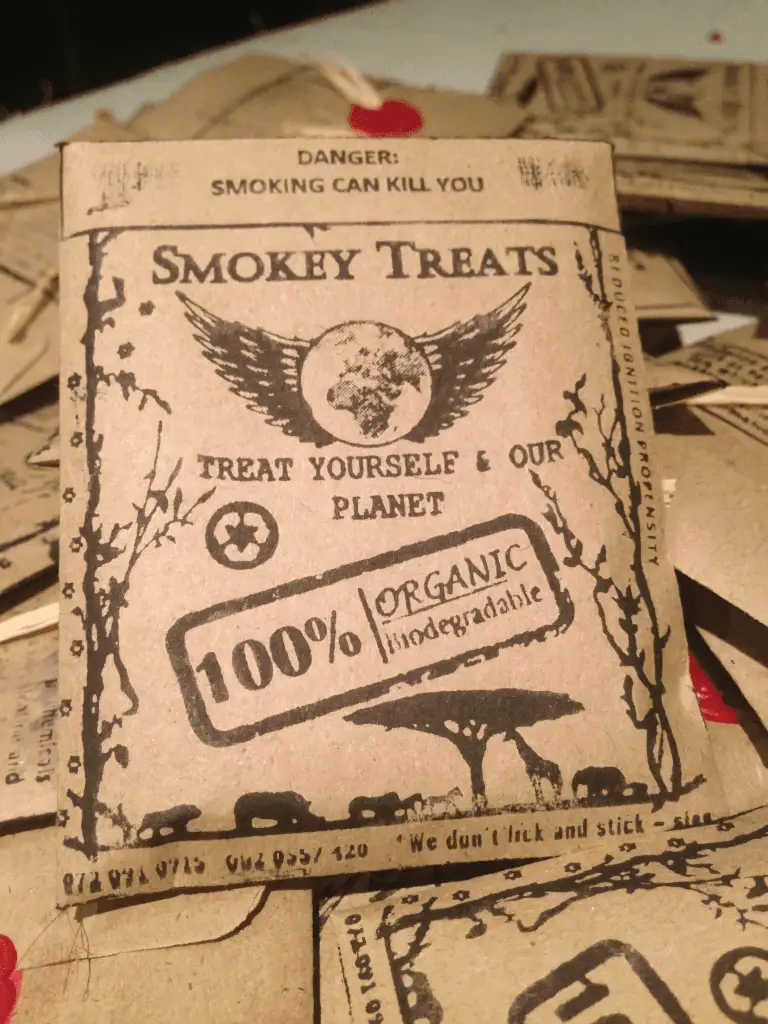 DANGER:
SMOKING CAN KILL YOU
SMOKEY TREATS
REDUCED IGNITION PROPENSITY
TREAT YOURSELF & OUR
PLANET
100%
ORGANIC
Biodegradable
"We don't lick and stick -